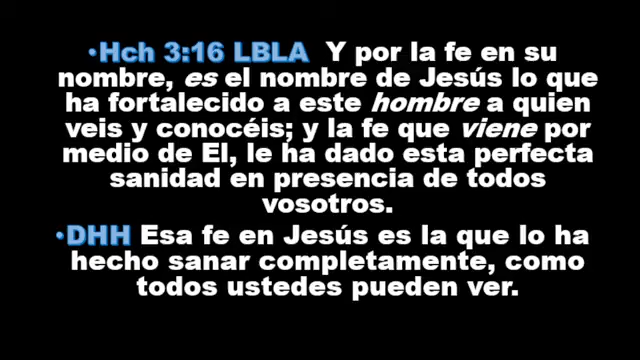 •Hch 3:16 LBLA Y por la fe en su
nombre, es el nombre de Jesús lo que
ha fortalecido a este hombre a quien
veis y conocéis; y la fe que viene por
medio de El, le ha dado esta perfecta
sanidad en presencia de todos
vosotros.
•DHH Esa fe en Jesús es la que lo ha
hecho sanar completamente, como
todos ustedes pueden ver.